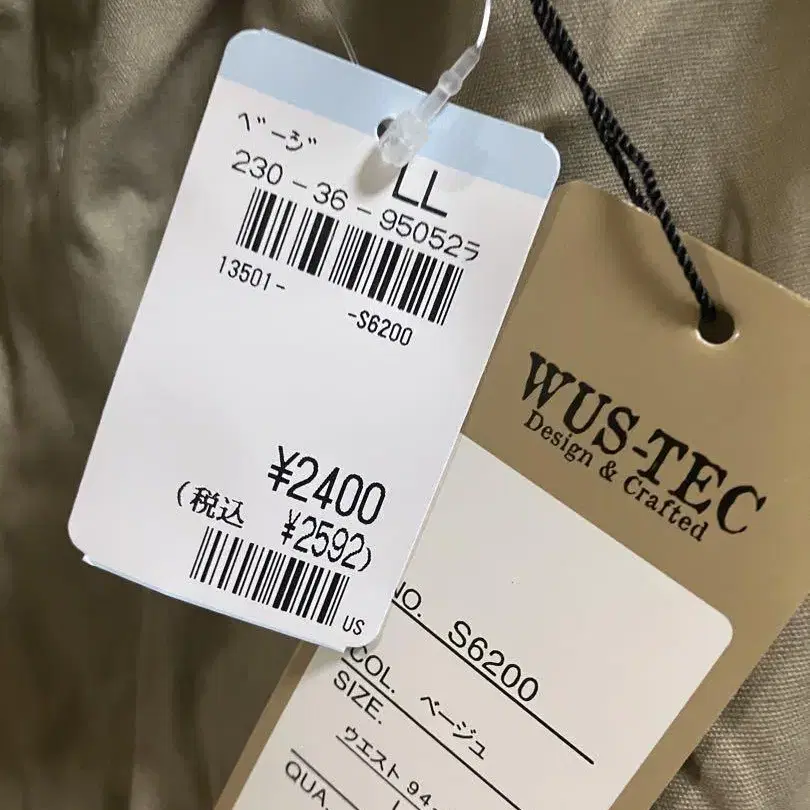 ベージ
LL
230-36-95052ラ
13501-    -S6200
¥2400
(税込 ¥2592)
US
WUS-TEC
Design & Crafted
NO. S6200
COL. ベージュ
SIZE.
ウエスト 94
QUA.